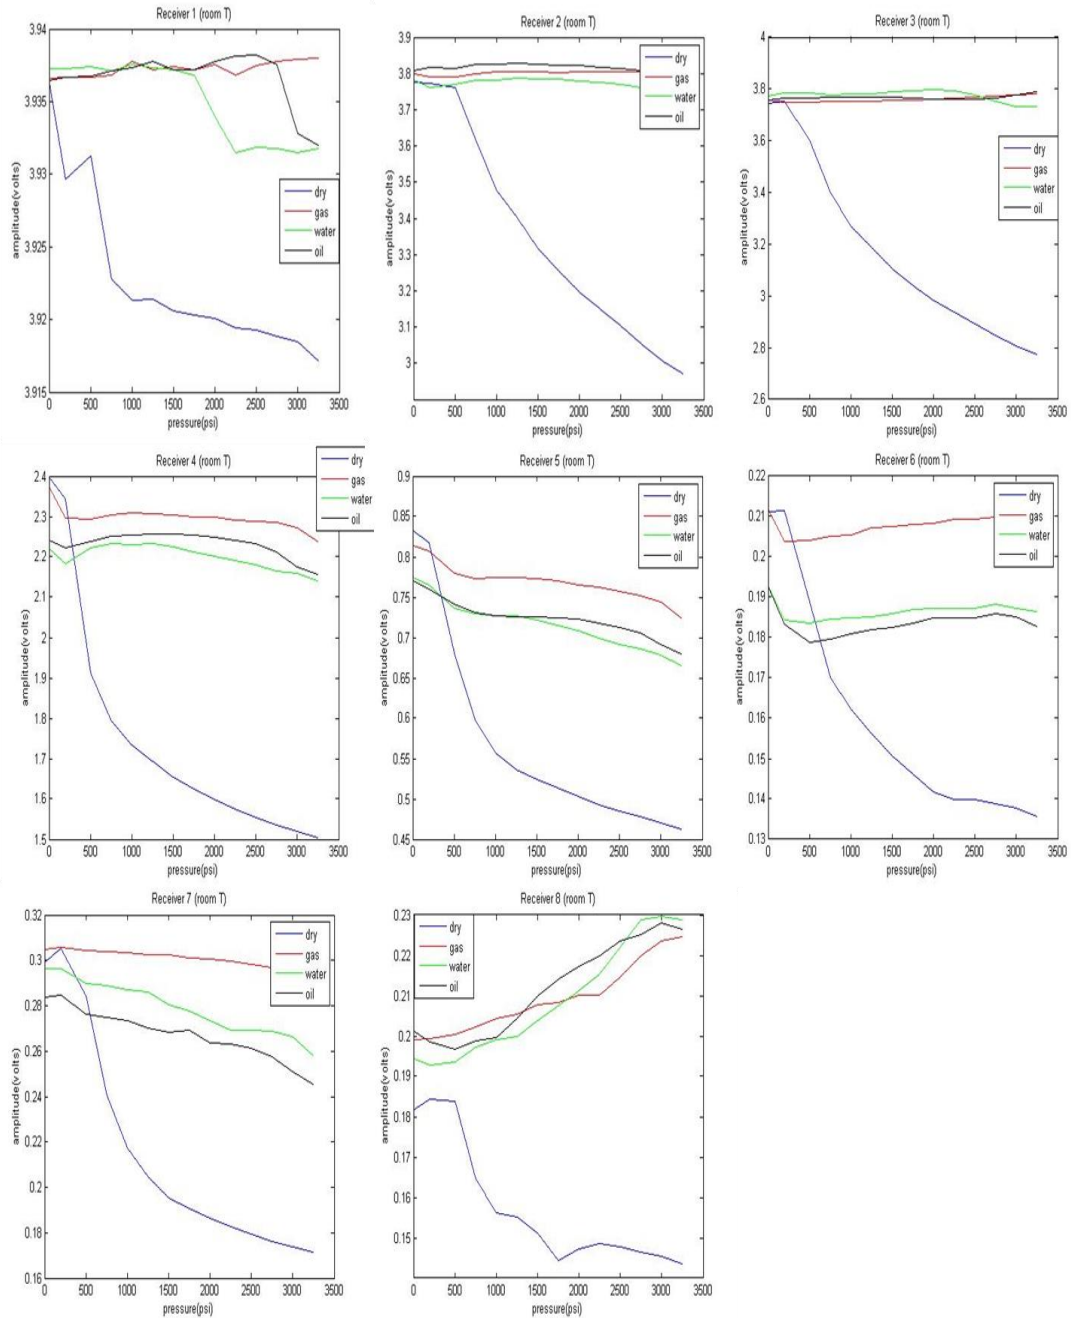 Receiver 1 (room T)
3.94
3.935
3.93
3.925
3.92
3.915
amplitude(volts)
0 500 1000 1500 2000 2500 3000 3500
pressure(psi)
dry
gas
water
oil
Receiver 2 (room T)
3.9
3.8
3.7
3.6
3.5
3.4
3.3
3.2
3.1
3
amplitude(volts)
0 500 1000 1500 2000 2500 3000 3500
pressure(psi)
dry
gas
water
oil
Receiver 3 (room T)
4
3.8
3.6
3.4
3.2
3
2.8
2.6
amplitude(volts)
0 500 1000 1500 2000 2500 3000 3500
pressure(psi)
dry
gas
water
oil
Receiver 4 (room T)
2.4
2.3
2.2
2.1
2
1.9
1.8
1.7
1.6
1.5
amplitude(volts)
0 500 1000 1500 2000 2500 3000 3500
pressure(psi)
dry
gas
water
oil
Receiver 5 (room T)
0.9
0.85
0.8
0.75
0.7
0.65
0.6
0.55
0.5
0.45
amplitude(volts)
0 500 1000 1500 2000 2500 3000 3500
pressure(psi)
dry
gas
water
oil
Receiver 6 (room T)
0.22
0.21
0.2
0.19
0.18
0.17
0.16
0.15
0.14
0.13
amplitude(volts)
0 500 1000 1500 2000 2500 3000 3500
pressure(psi)
dry
gas
water
oil
Receiver 7 (room T)
0.32
0.3
0.28
0.26
0.24
0.22
0.2
0.18
0.16
amplitude(volts)
0 500 1000 1500 2000 2500 3000 3500
pressure(psi)
dry
gas
water
oil
Receiver 8 (room T)
0.23
0.22
0.21
0.2
0.19
0.18
0.17
0.16
0.15
amplitude(volts)
0 500 1000 1500 2000 2500 3000 3500
pressure(psi)
dry
gas
water
oil